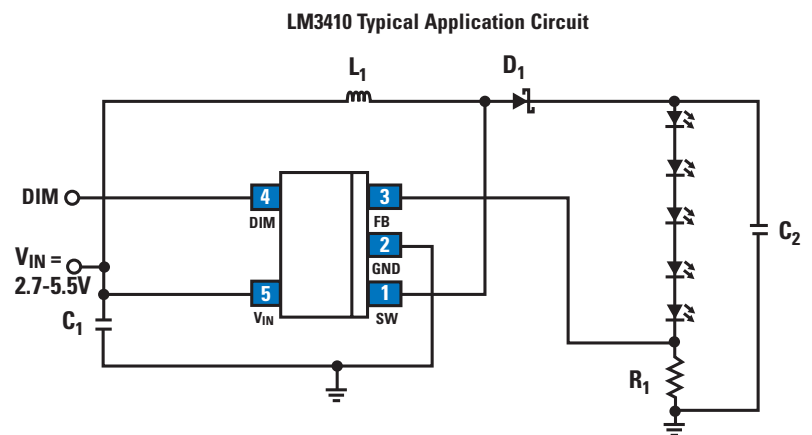 LM3410 Typical Application Circuit
L1
D1
DIM
4
DIM
3
FB
2
GND
VIN =
2.7-5.5V
5
VIN
1
SW
C1
C2
R1